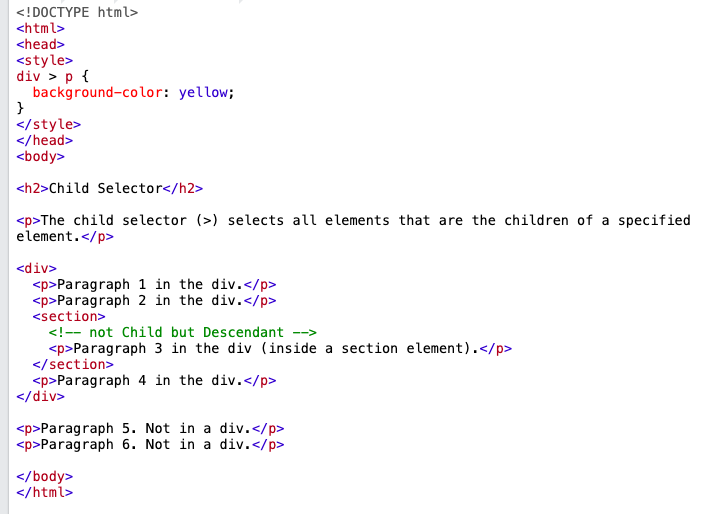 <!DOCTYPE html>
<html>
<head>
<style>
div > p {
  background-color: yellow;
}
</style>
</head>
<body>

<h2>Child Selector</h2>

<p>The child selector (>) selects all elements that are the children of a specified
element.</p>

<div>
  <p>Paragraph 1 in the div.</p>
  <p>Paragraph 2 in the div.</p>
  <section>
    <!-- not Child but Descendant -->
    <p>Paragraph 3 in the div (inside a section element).</p>
  </section>
  <p>Paragraph 4 in the div.</p>
</div>

<p>Paragraph 5. Not in a div.</p>
<p>Paragraph 6. Not in a div.</p>

</body>
</html>